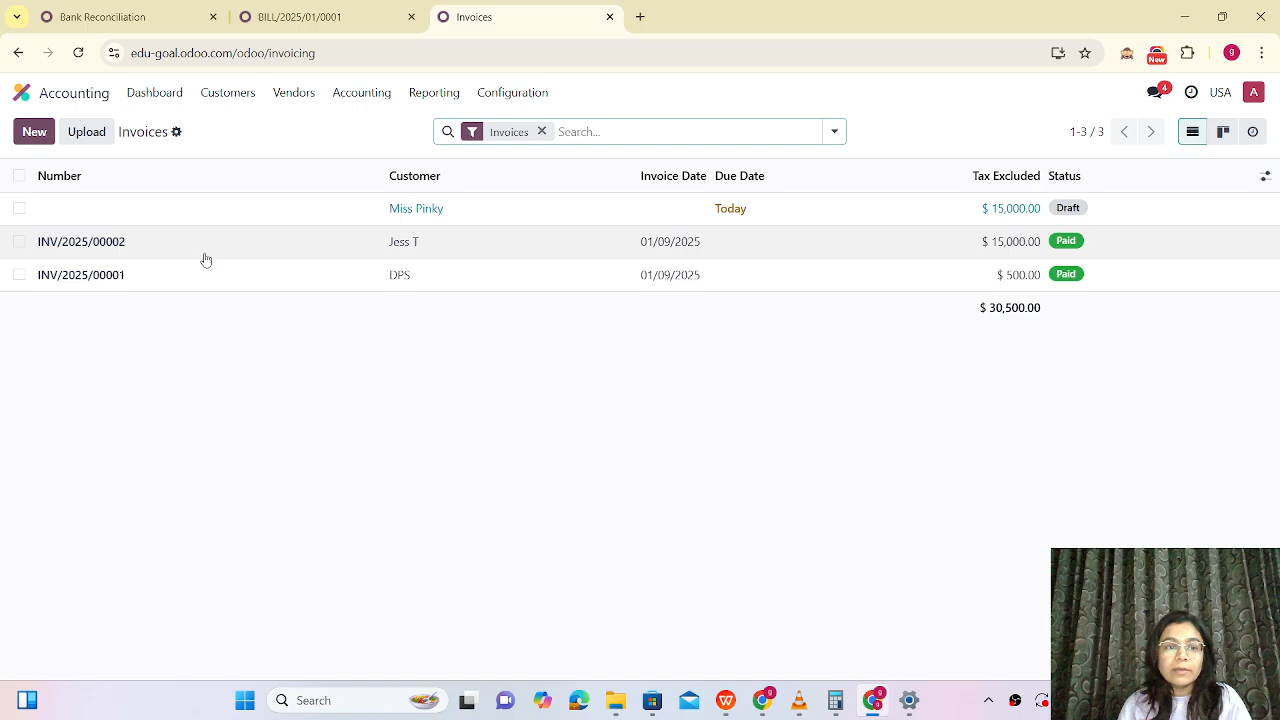 Bank Reconciliation
BILL/2025/01/0001
Invoices
edu-goal.odoo.com/odoo/invoicing
New
g
Accounting
Dashboard
Customers
Vendors
Accounting
Reporting
Configuration
4
USA
A
New
Upload
Invoices
Invoices
Search...
1-3 / 3
Number
Customer
Invoice Date
Due Date
Tax Excluded
Status
Miss Pinky
Today
$ 15,000.00
Draft
INV/2025/00002
Jess T
01/09/2025
$ 15,000.00
Paid
INV/2025/00001
DPS
01/09/2025
$ 500.00
Paid
$ 30,500.00
Search